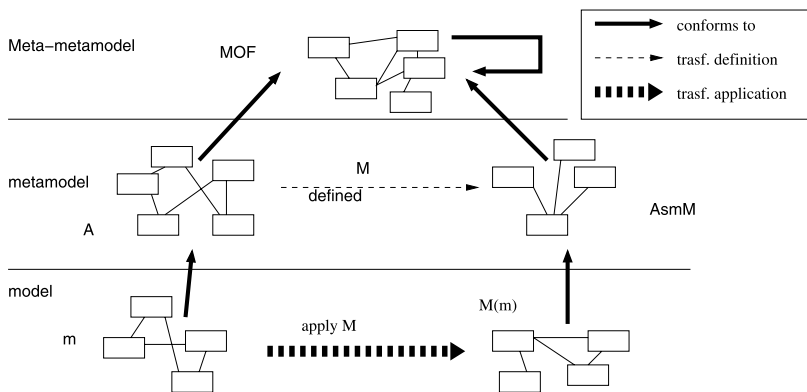 Meta-metamodel
MOF
conforms to
trasf. definition
trasf. application
metamodel
M
defined
A
AsmM
model
m
apply M
M(m)